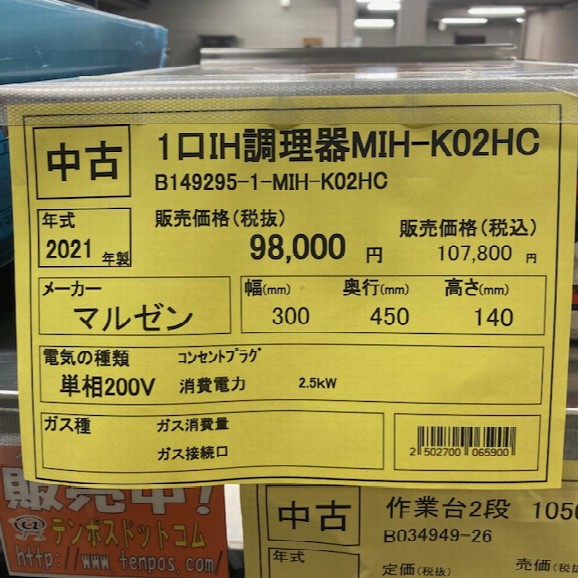 中古
1口IH調理器MIH-K02HC
B149295-1-MIH-K02HC
年式
2021 年製
販売価格(税抜)
98,000 円
販売価格(税込)
107,800 円
メーカー
マルゼン
幅(mm) 奥行(mm) 高さ(mm)
300 450 140
電気の種類 コンセントプラグ
単相200V 消費電力 2.5kW
ガス種 ガス消費量
ガス接続口
2 502700 065900
販売中!
テンポスドットコム
http://www.tenpos.com/
中古
作業台2段 1050
B034949-26
年式
定価(税抜) 売価(税抜